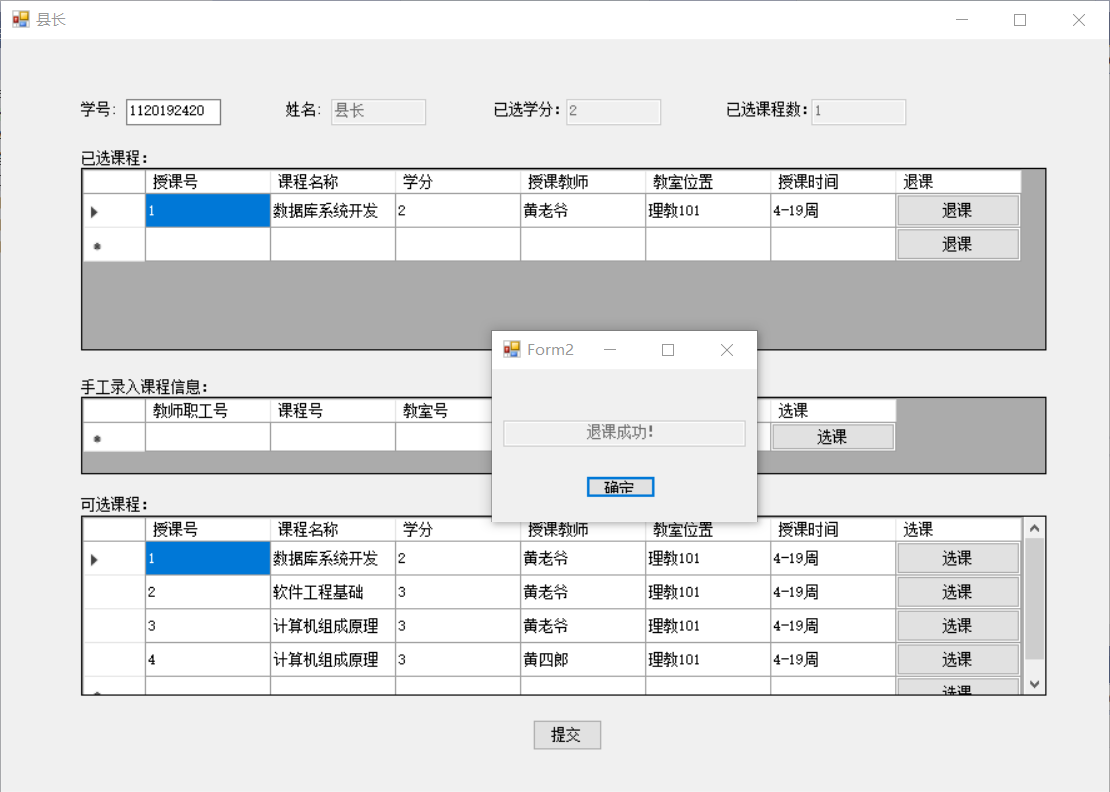 县长
学号: 1120192420 姓名: 县长 已选学分: 2 已选课程数: 1
已选课程:
授课号 课程名称 学分 授课教师 教室位置 授课时间 退课
1 数据库系统开发 2 黄老爷 理教101 4-19周 退课
退课
Form2
退课成功!
确定
手工录入课程信息:
教师职工号 课程号 教室号 选课
选课
可选课程:
授课号 课程名称 学分 授课教师 教室位置 授课时间 选课
1 数据库系统开发 2 黄老爷 理教101 4-19周 选课
2 软件工程基础 3 黄老爷 理教101 4-19周 选课
3 计算机组成原理 3 黄老爷 理教101 4-19周 选课
4 计算机组成原理 3 黄四郎 理教101 4-19周 选课
选课
提交